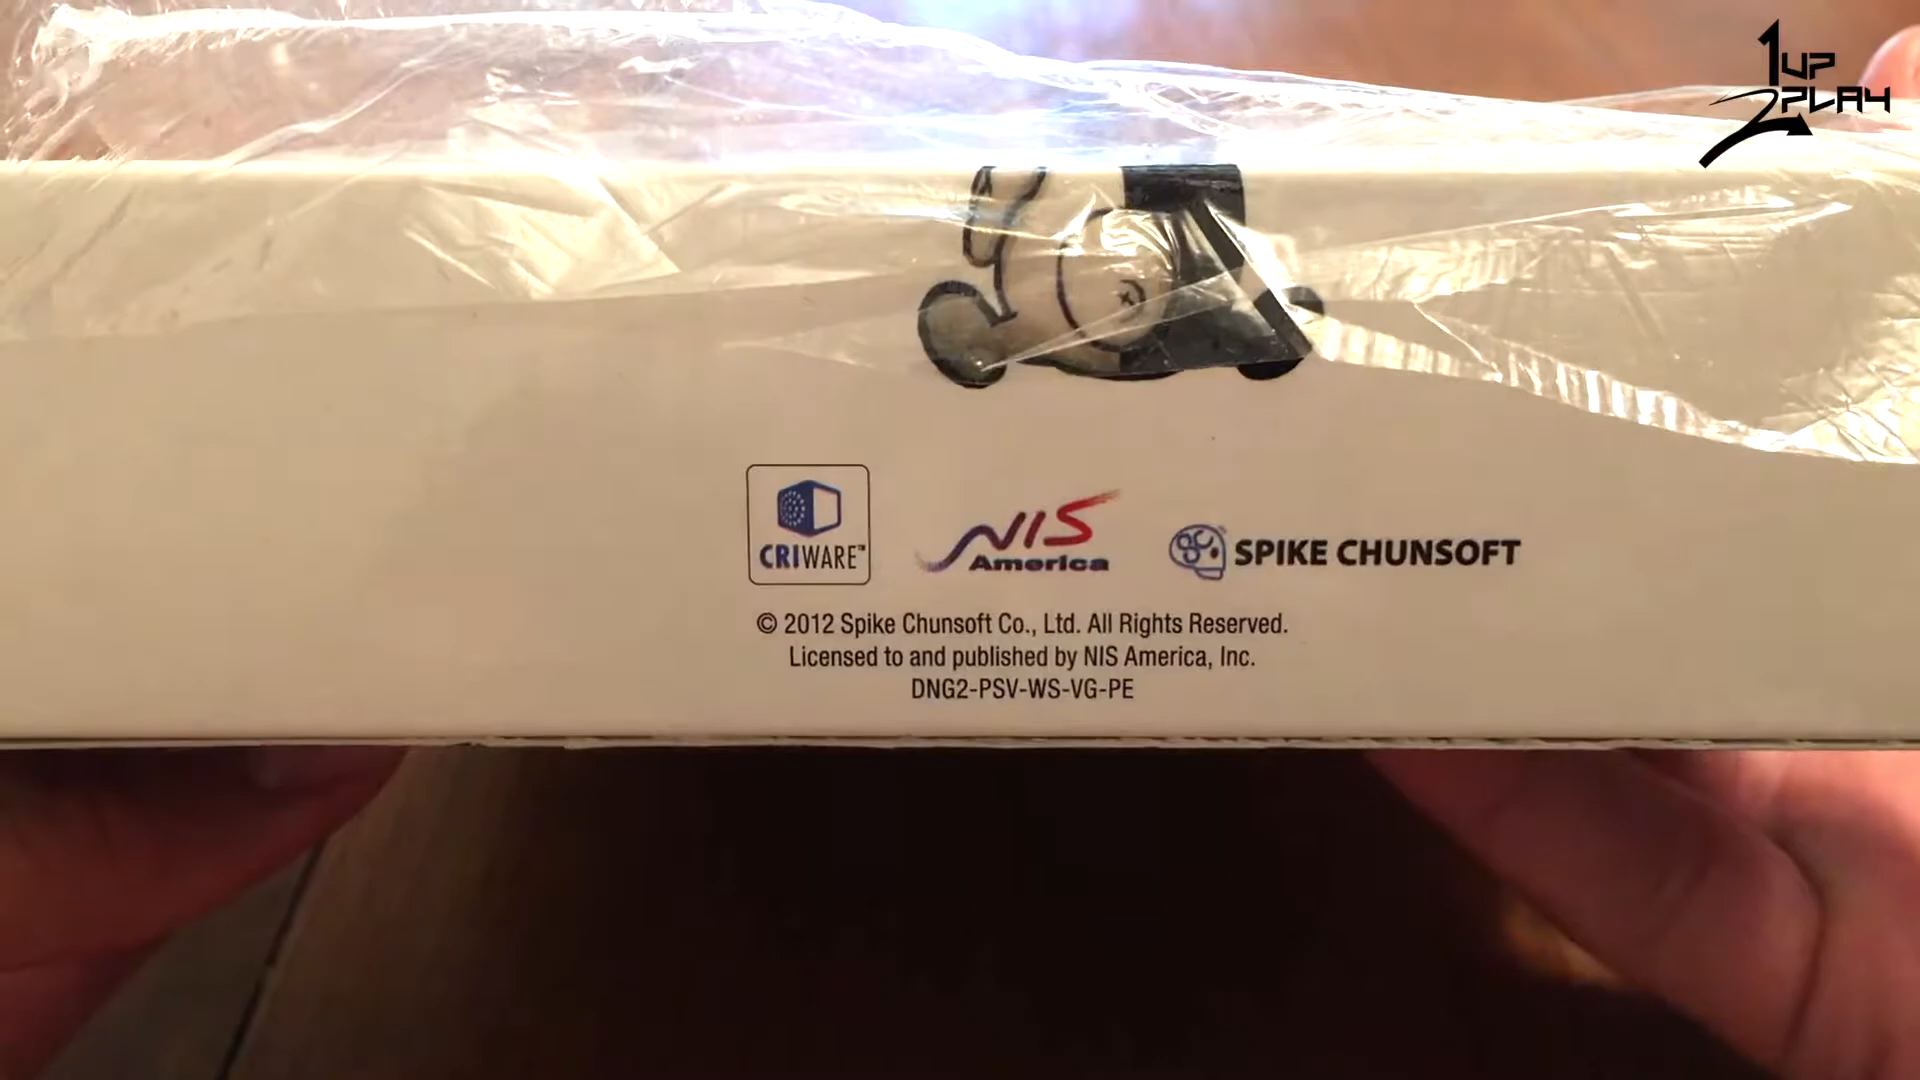 1UP
2PLAY
CRIWARE™
NIS
America
SPIKE CHUNSOFT
© 2012 Spike Chunsoft Co., Ltd. All Rights Reserved.
Licensed to and published by NIS America, Inc.
DNG2-PSV-WS-VG-PE